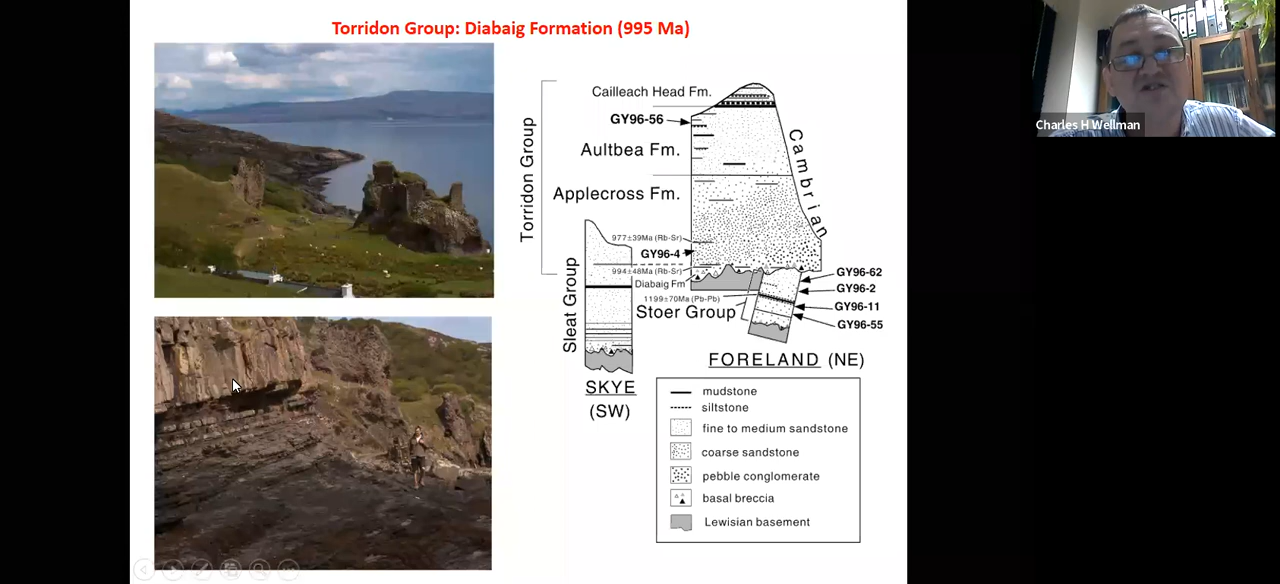 Torridon Group: Diabaig Formation (995 Ma)
Charles H Wellman
Torridon Group
Cailleach Head Fm.
GY96-56
Aultbea Fm.
Applecross Fm.
Cambrian
977±39Ma (Rb-Sr)
GY96-4
994±48Ma (Rb-Sr)
Diabaig Fm
1199±70Ma (Pb-Pb)
Stoer Group
GY96-62
GY96-2
GY96-11
GY96-55
Sleat Group
SKYE
(SW)
FORELAND (NE)
mudstone
siltstone
fine to medium sandstone
coarse sandstone
pebble conglomerate
basal breccia
Lewisian basement